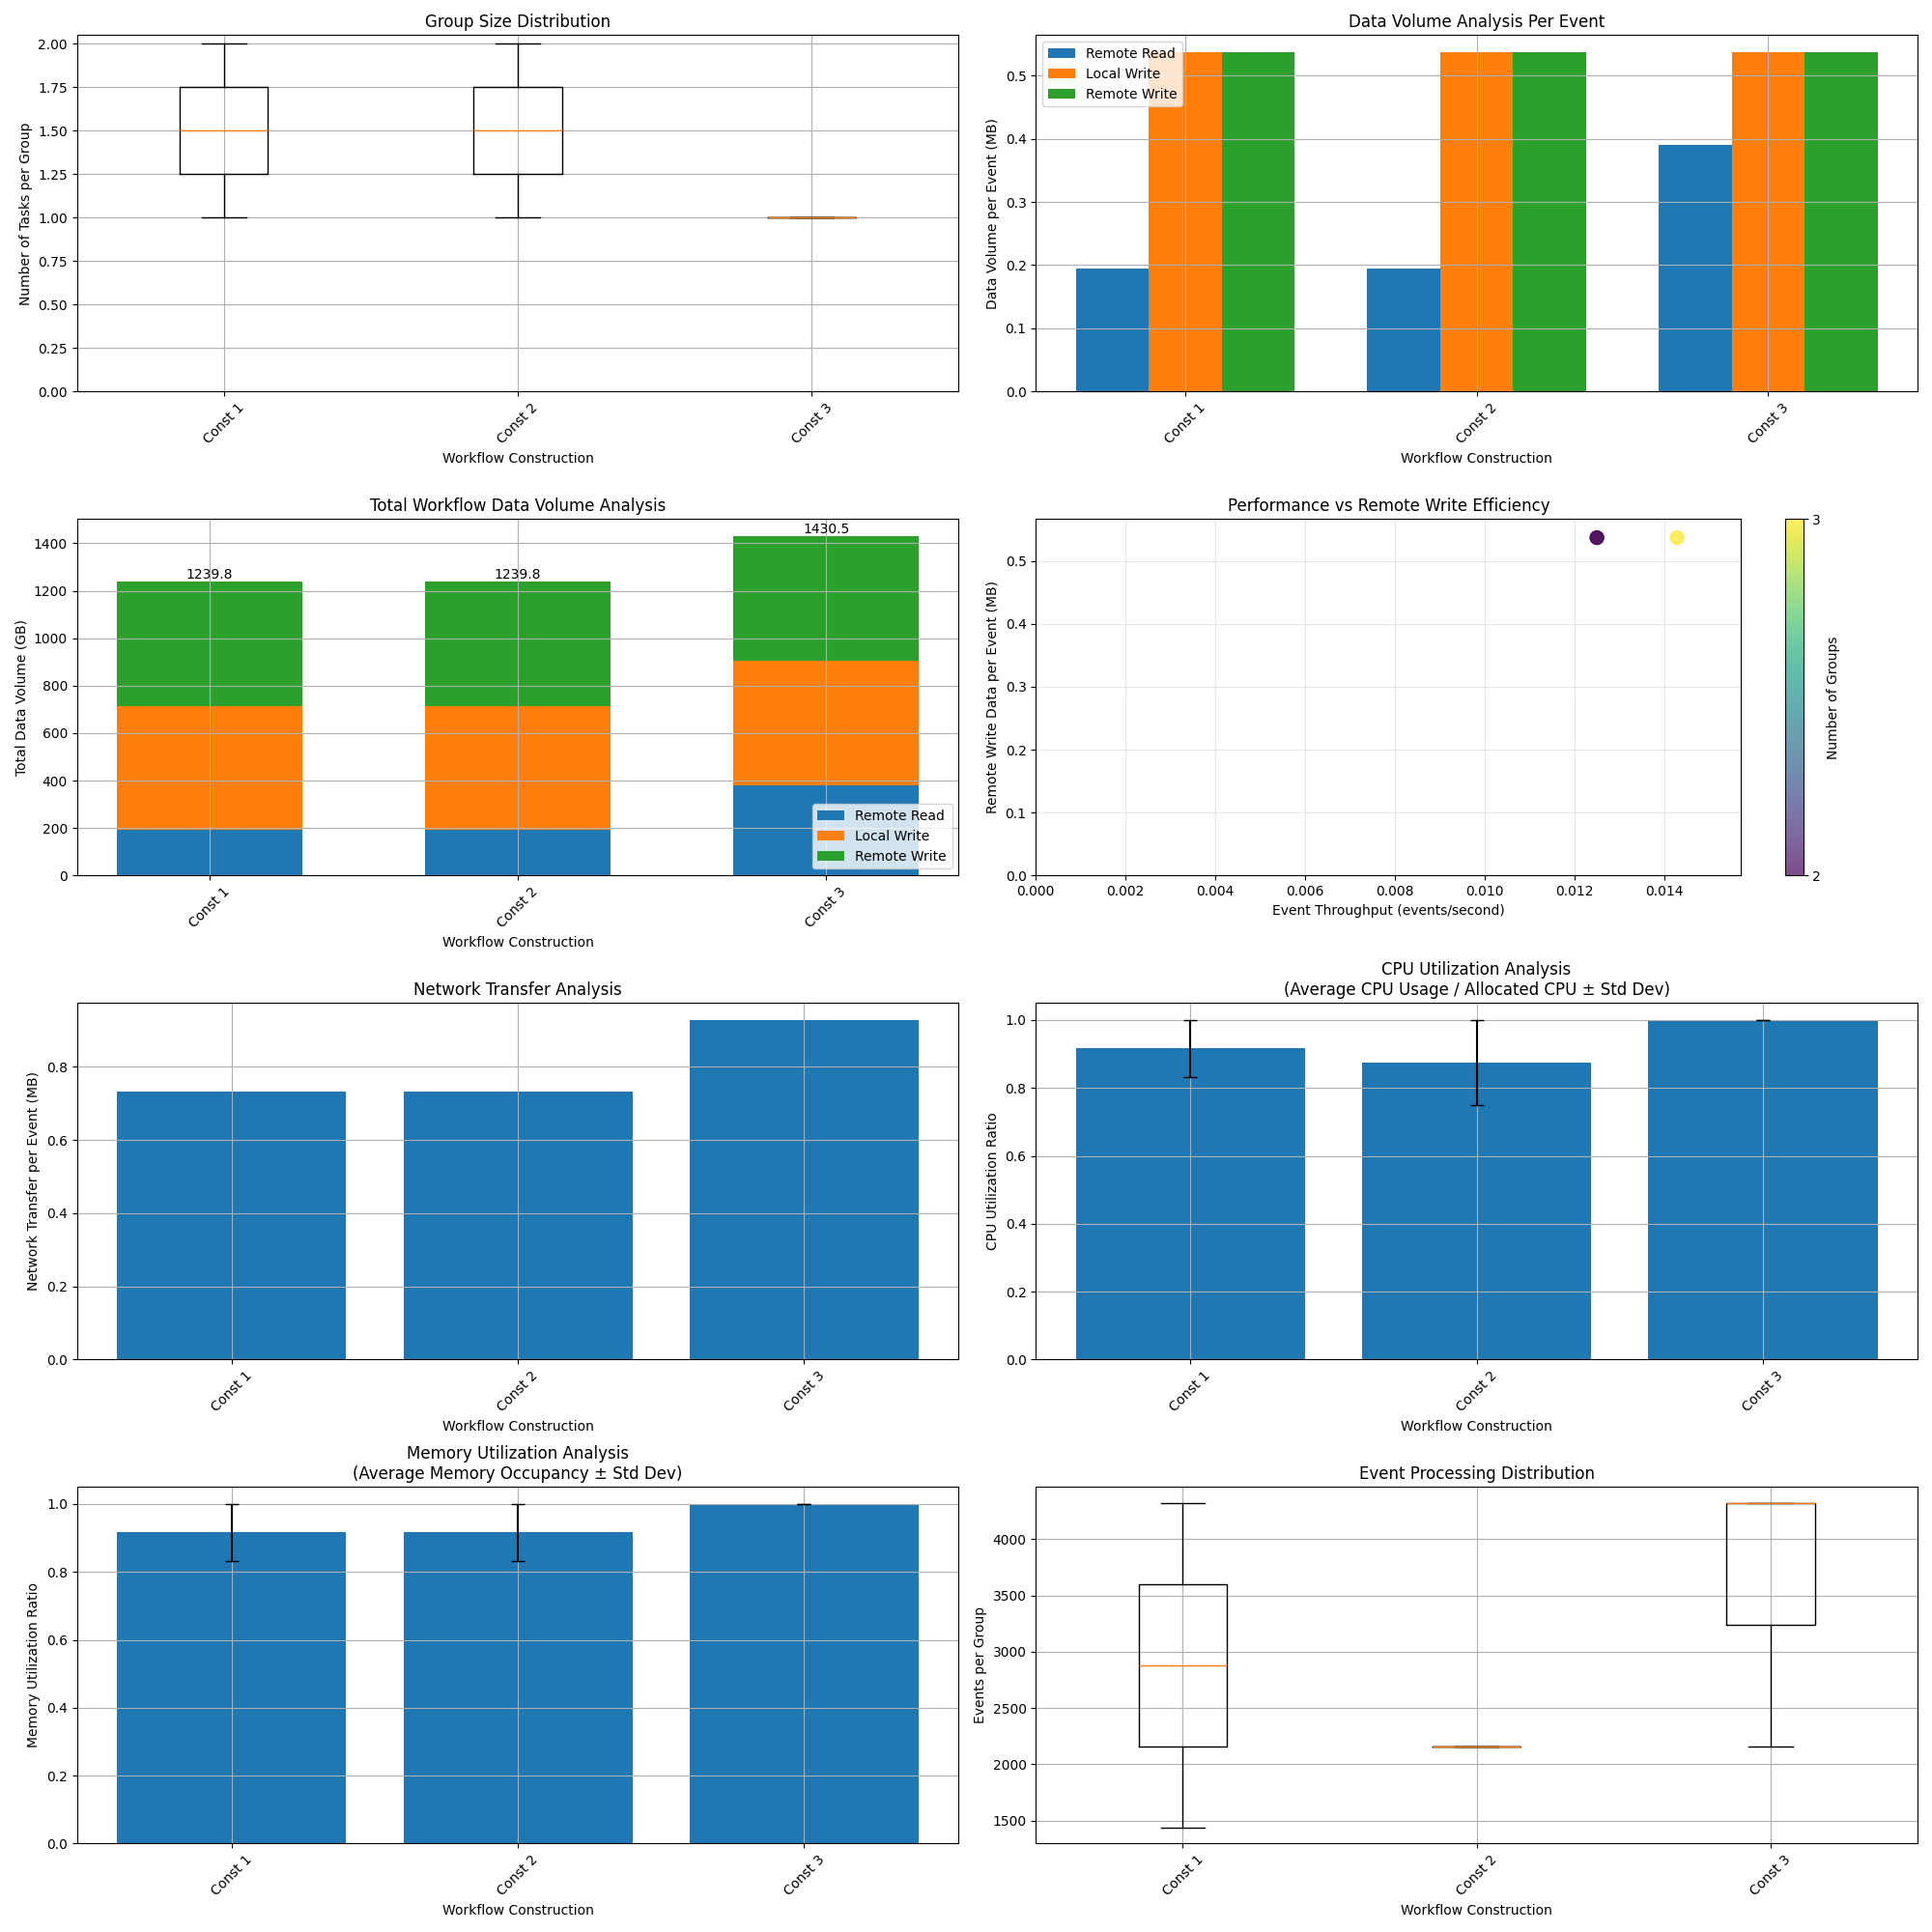 Group Size Distribution
Number of Tasks per Group
2.00
1.75
1.50
1.25
1.00
0.75
0.50
0.25
0.00
Const 1
Const 2
Const 3
Workflow Construction
Data Volume Analysis Per Event
Data Volume per Event (MB)
Remote Read
Local Write
Remote Write
0.5
0.4
0.3
0.2
0.1
0.0
Const 1
Const 2
Const 3
Workflow Construction
Total Workflow Data Volume Analysis
Total Data Volume (GB)
1400
1200
1000
800
600
400
200
0
1239.8
1239.8
1430.5
Remote Read
Local Write
Remote Write
Const 1
Const 2
Const 3
Workflow Construction
Performance vs Remote Write Efficiency
Remote Write Data per Event (MB)
0.5
0.4
0.3
0.2
0.1
0.0
0.000
0.002
0.004
0.006
0.008
0.010
0.012
0.014
Event Throughput (events/second)
3
2
Number of Groups
Network Transfer Analysis
Network Transfer per Event (MB)
0.8
0.6
0.4
0.2
0.0
Const 1
Const 2
Const 3
Workflow Construction
CPU Utilization Analysis
(Average CPU Usage / Allocated CPU ± Std Dev)
CPU Utilization Ratio
1.0
0.8
0.6
0.4
0.2
0.0
Const 1
Const 2
Const 3
Workflow Construction
Memory Utilization Analysis
(Average Memory Occupancy ± Std Dev)
Memory Utilization Ratio
1.0
0.8
0.6
0.4
0.2
0.0
Const 1
Const 2
Const 3
Workflow Construction
Event Processing Distribution
Events per Group
4000
3500
3000
2500
2000
1500
Const 1
Const 2
Const 3
Workflow Construction